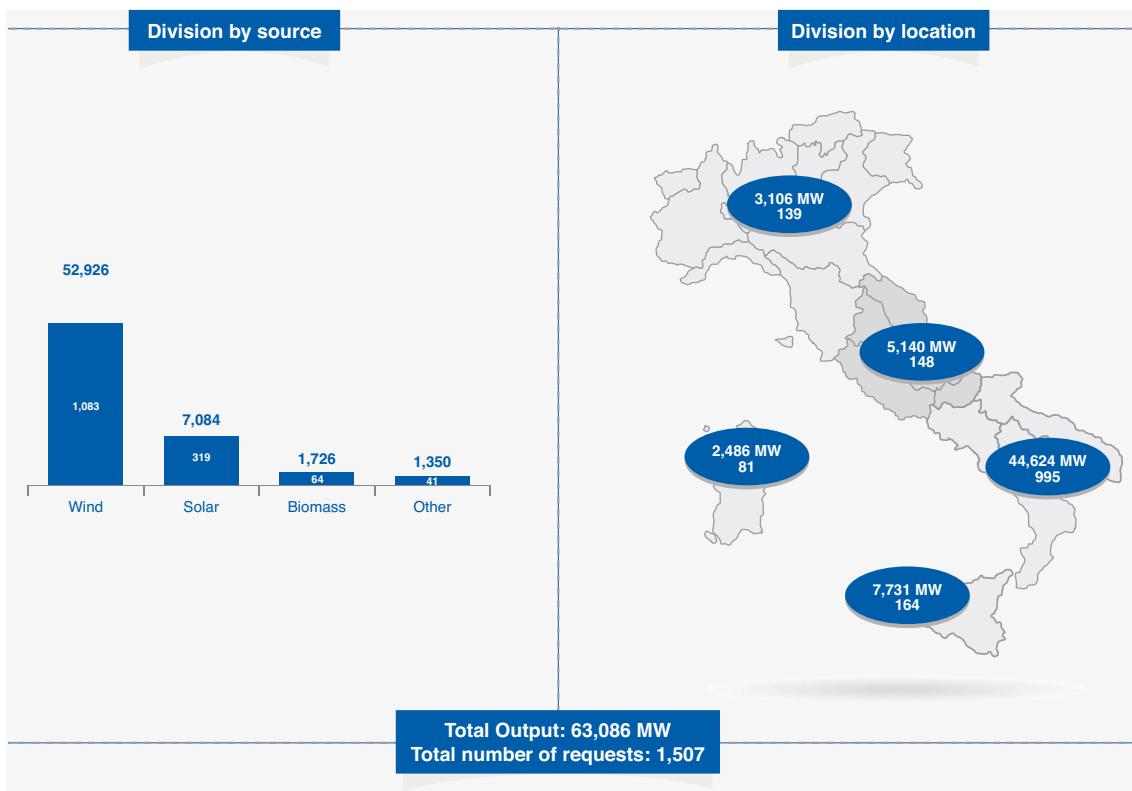 Division by source
Division by location
52,926
1,083
7,084
319
1,726
64
1,350
41
Wind
Solar
Biomass
Other
3,106 MW
139
5,140 MW
148
2,486 MW
81
44,624 MW
995
7,731 MW
164
Total Output: 63,086 MW
Total number of requests: 1,507